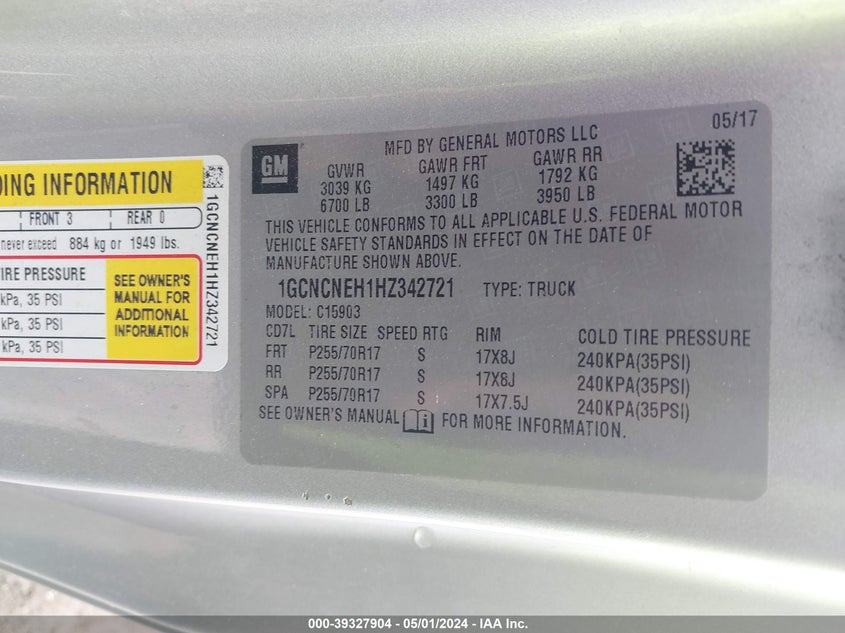 DING INFORMATION
FRONT 3 REAR 0
never exceed 884 kg or 1949 lbs.
TIRE PRESSURE
kPa, 35 PSI
kPa, 35 PSI
kPa, 35 PSI
SEE OWNER'S
MANUAL FOR
ADDITIONAL
INFORMATION
1GCNCNEH1HZ342721
GM
MFD BY GENERAL MOTORS LLC
05/17
GVWR GAWR FRT GAWR RR
3039 KG 1497 KG 1792 KG
6700 LB 3300 LB 3950 LB
THIS VEHICLE CONFORMS TO ALL APPLICABLE U.S. FEDERAL MOTOR
VEHICLE SAFETY STANDARDS IN EFFECT ON THE DATE OF
MANUFACTURE SHOWN ABOVE.
1GCNCNEH1HZ342721 TYPE: TRUCK
MODEL: C15903
CD7L TIRE SIZE SPEED RTG RIM COLD TIRE PRESSURE
FRT P255/70R17 S 17X8J 240KPA(35PSI)
RR P255/70R17 S 17X8J 240KPA(35PSI)
SPA P255/70R17 S 17X7.5J 240KPA(35PSI)
SEE OWNER'S MANUAL FOR MORE INFORMATION.
000-39327904 - 05/01/2024 - IAA Inc.